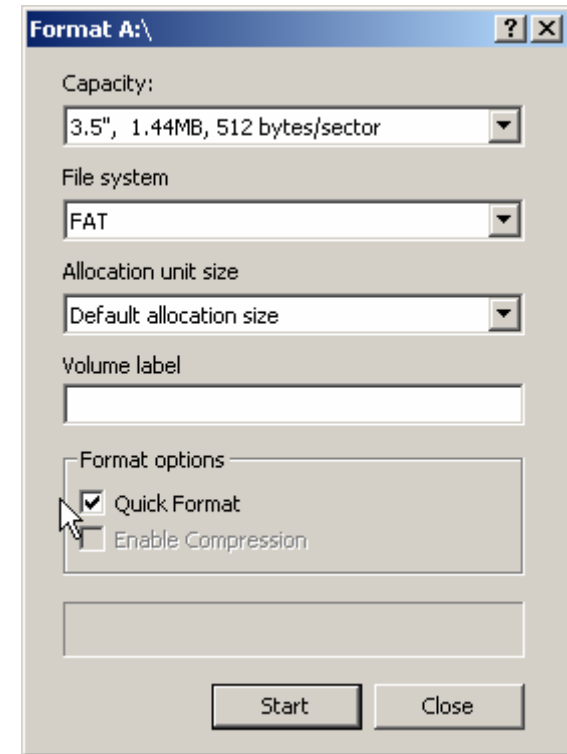 Format A:\
Capacity:
3.5", 1.44MB, 512 bytes/sector
File system
FAT
Allocation unit size
Default allocation size
Volume label
Format options
Quick Format
Enable Compression
Start Close